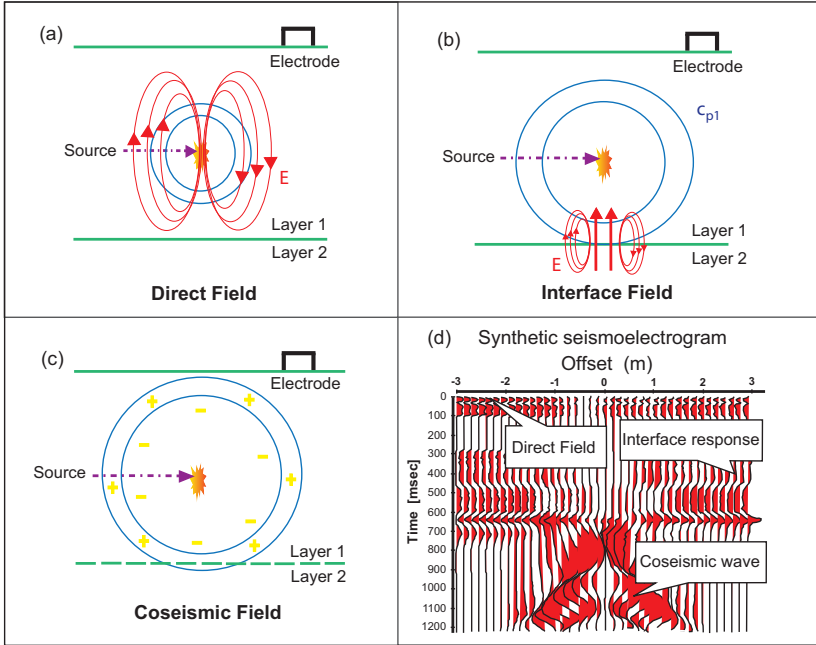 (a)
Electrode
Source
E
Layer 1
Layer 2
Direct Field
(b)
Electrode
cp1
Source
Layer 1
E
Layer 2
Interface Field
(c)
Electrode
+
-
+
-
-
Source
+
-
+
-
+
-
+
Layer 1
Layer 2
Coseismic Field
(d) Synthetic seismoelectrogram
Offset (m)
-3 -2 -1 0 1 2 3
Time [msec]
0
100
200
300
400
500
600
700
800
900
1000
1100
1200
Direct Field
Interface response
Coseismic wave